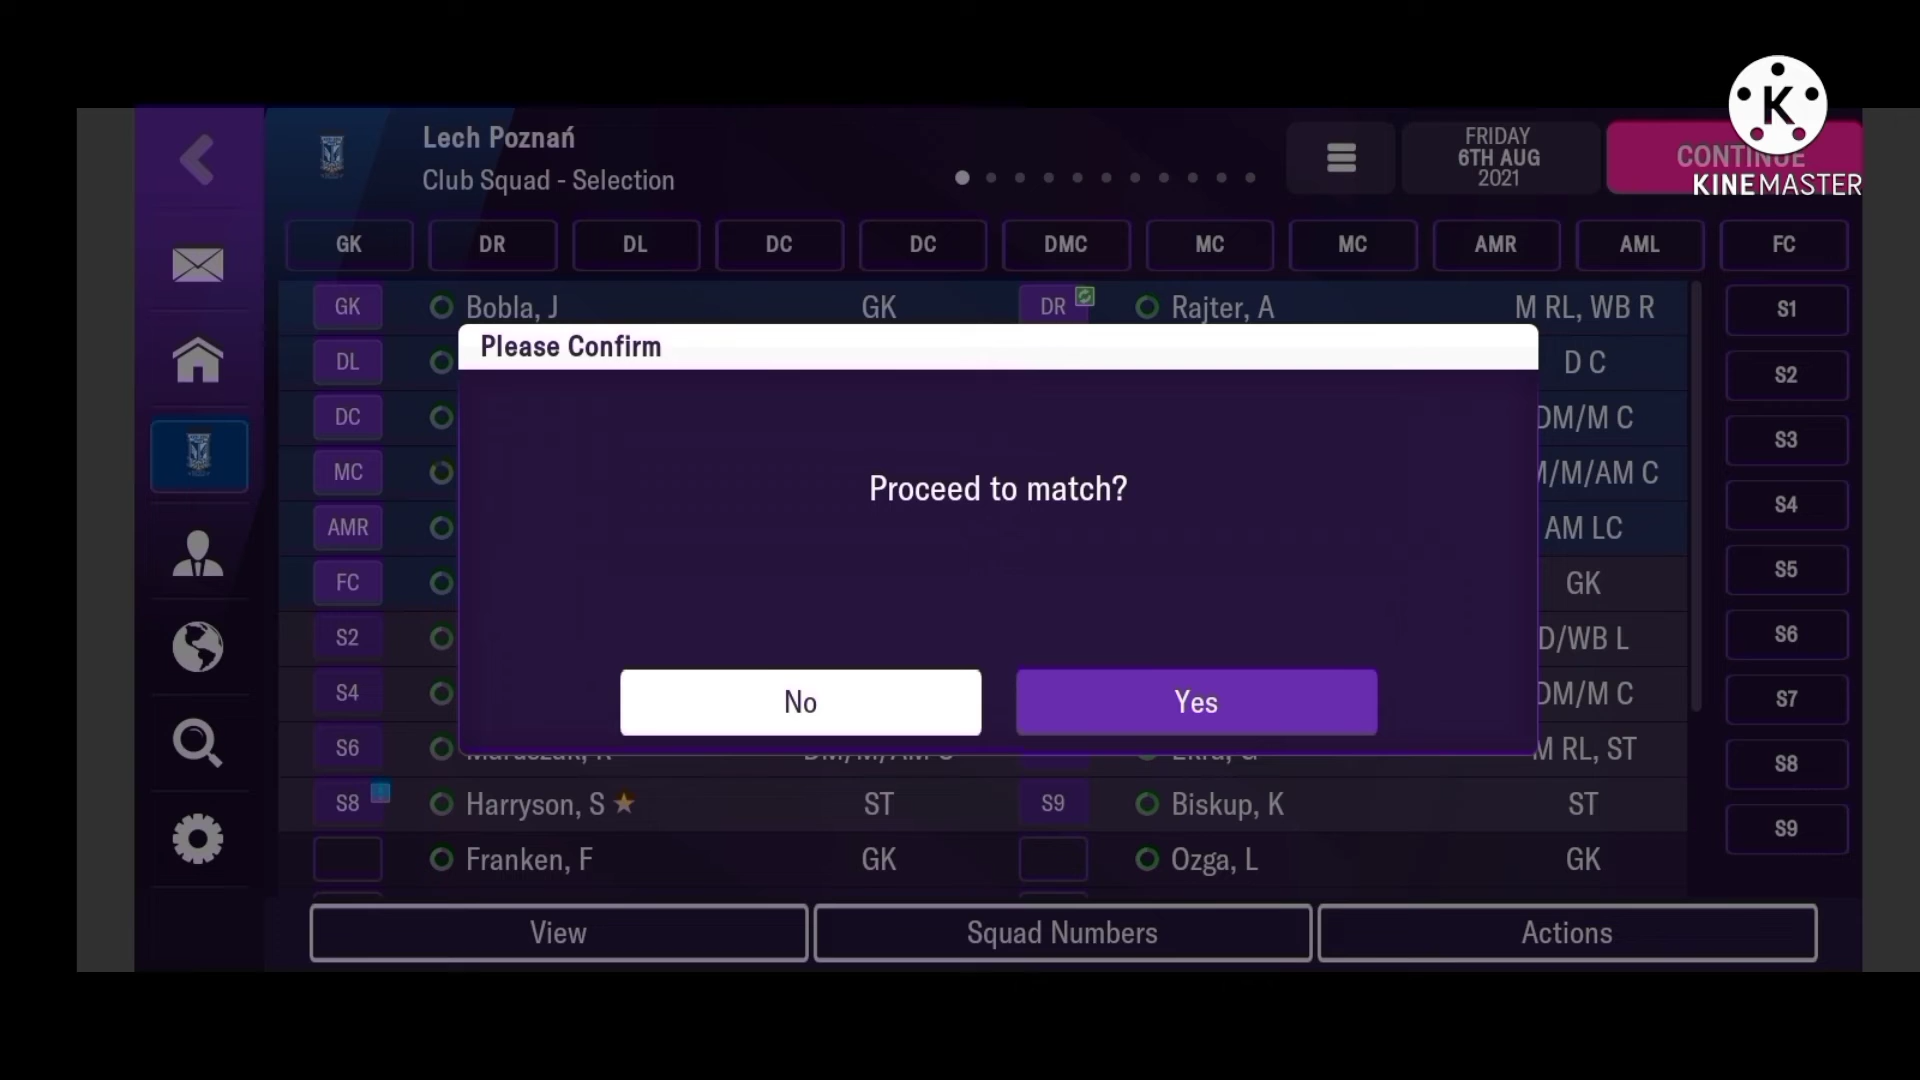 Lech Poznań
Club Squad - Selection
FRIDAY
6TH AUG
2021
CONTINUE
K
KINEMASTER
GK DR DL DC DC DMC MC MC AMR AML FC
GK Bobla, J GK DR Rajter, A M RL, WB R S1
Please Confirm
DL D C S2
DC DM/M C S3
MC M/AM C S4
Proceed to match?
AMR AM LC S5
FC GK S6
S2 D/WB L
S4 DM/M C S7
No Yes
S6 M RL, ST S8
S8 Harryson, S ST S9 Biskup, K ST S9
Franken, F GK Ozga, L GK
View Squad Numbers Actions